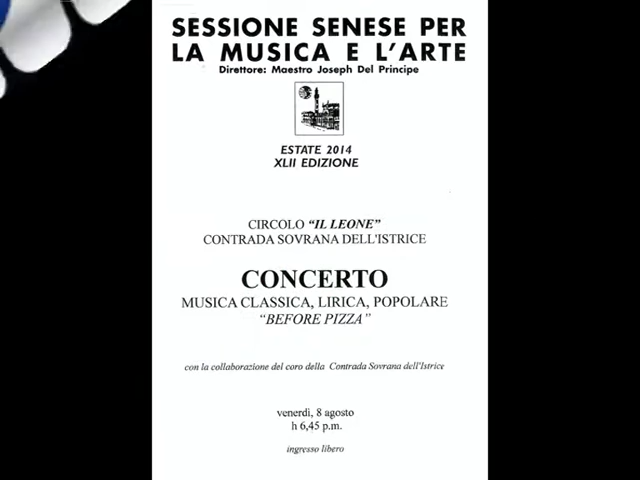 SESSIONE SENESE PER
LA MUSICA E L'ARTE
Direttore: Maestro Joseph Del Principe
ESTATE 2014
XLII EDIZIONE
CIRCOLO "IL LEONE"
CONTRADA SOVRANA DELL'ISTRICE
CONCERTO
MUSICA CLASSICA, LIRICA, POPOLARE
"BEFORE PIZZA"
con la collaborazione del coro della Contrada Sovrana dell'Istrice
venerdì, 8 agosto
h 6,45 p.m.
ingresso libero